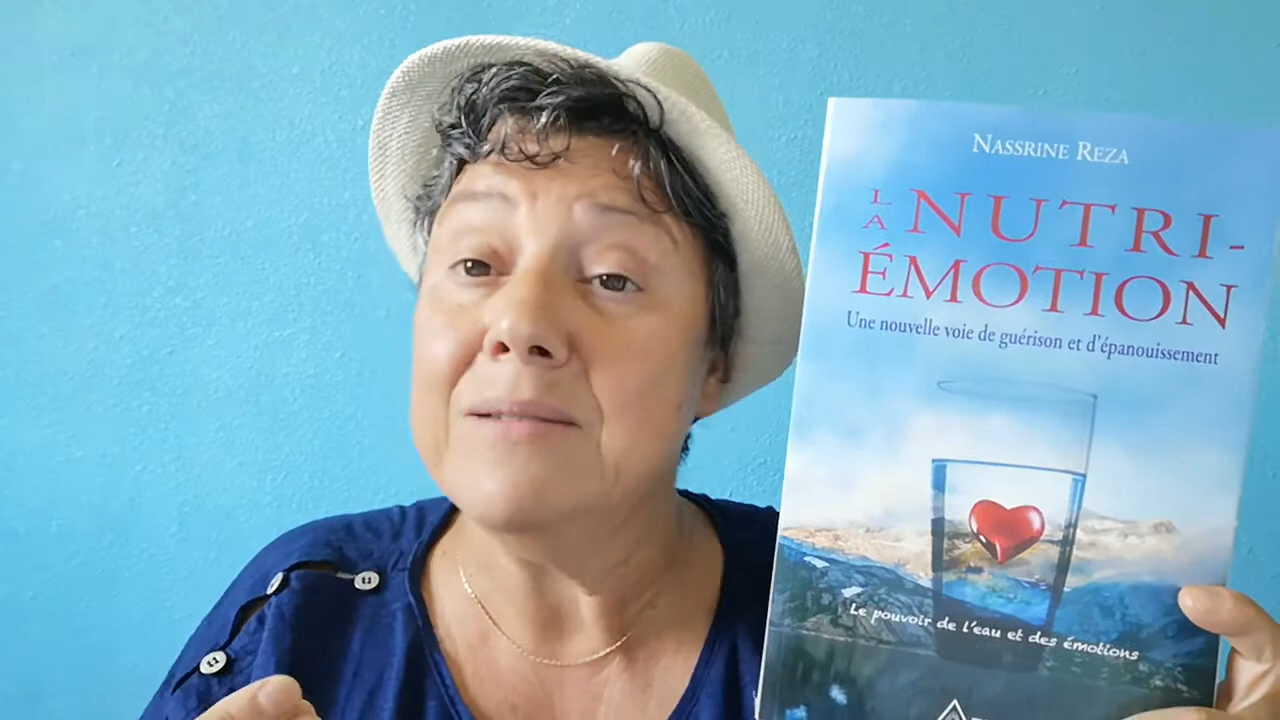 NASSRINE REZA
LA NUTRI-
ÉMOTION
Une nouvelle voie de guérison et d'épanouissement
Le pouvoir de l'eau et des émotions